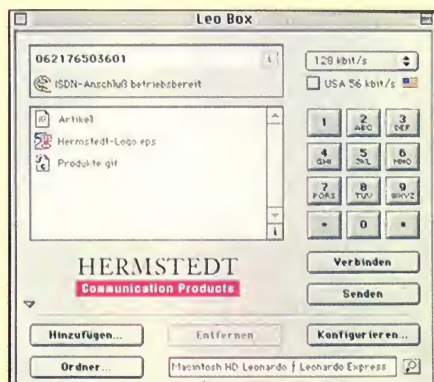 Leo Box
062176503601
ISDN-Anschluß betriebsbereit
128 kbit/s
USA 56 kbit/s
Artikel
Hermstedt-Logo eps
Produkte gif
1
2
ABC
3
DEF
4
GHI
5
JKL
6
MNO
7
PQRS
8
TUV
9
WXYZ
0
HERMSTEDT
Communication Products
Verbinden
Senden
Hinzufügen...
Entfernen
Konfigurieren...
Ordner...
Macintosh HD Leonardo ƒ Leonardo Express